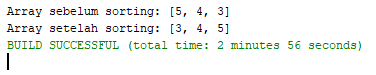 Array sebelum sorting: [5, 4, 3]
Array setelah sorting: [3, 4, 5]
BUILD SUCCESSFUL (total time: 2 minutes 56 seconds)